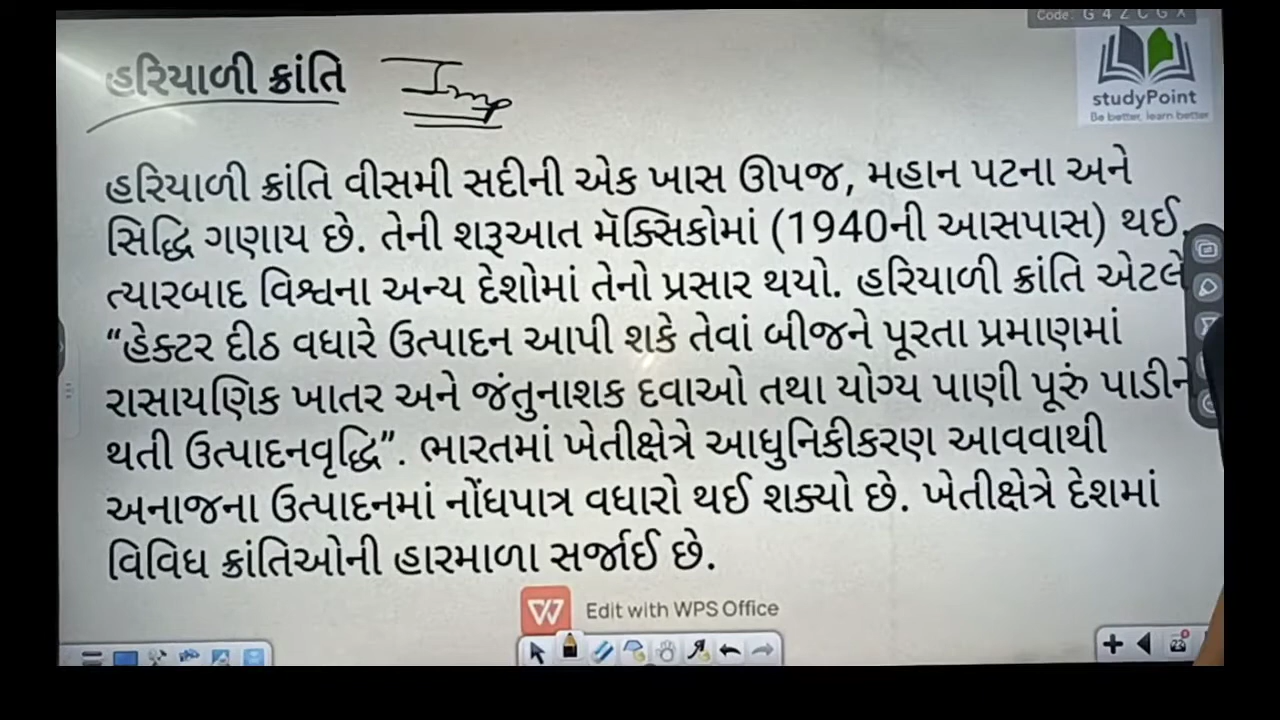 Code: G 4 Z C G X
હરિયાળી ક્રાંતિ Imp
studyPoint
Be better, learn better
હરિયાળી ક્રાંતિ વીસમી સદીની એક ખાસ ઊપજ, મહાન પટના અને
સિદ્ધિ ગણાય છે. તેની શરૂઆત મૅક્સિકોમાં (1940ની આસપાસ) થઈ.
ત્યારબાદ વિશ્વના અન્ય દેશોમાં તેનો પ્રસાર થયો. હરિયાળી ક્રાંતિ એટલે
“હેક્ટર દીઠ વધારે ઉત્પાદન આપી શકે તેવાં બીજને પૂરતા પ્રમાણમાં
રાસાયણિક ખાતર અને જંતુનાશક દવાઓ તથા યોગ્ય પાણી પૂરું પાડીને
થતી ઉત્પાદનવૃદ્ધિ”. ભારતમાં ખેતીક્ષેત્રે આધુનિકીકરણ આવવાથી
અનાજના ઉત્પાદનમાં નોંધપાત્ર વધારો થઈ શક્યો છે. ખેતીક્ષેત્રે દેશમાં
વિવિધ ક્રાંતિઓની હારમાળા સર્જાઈ છે.
Edit with WPS Office